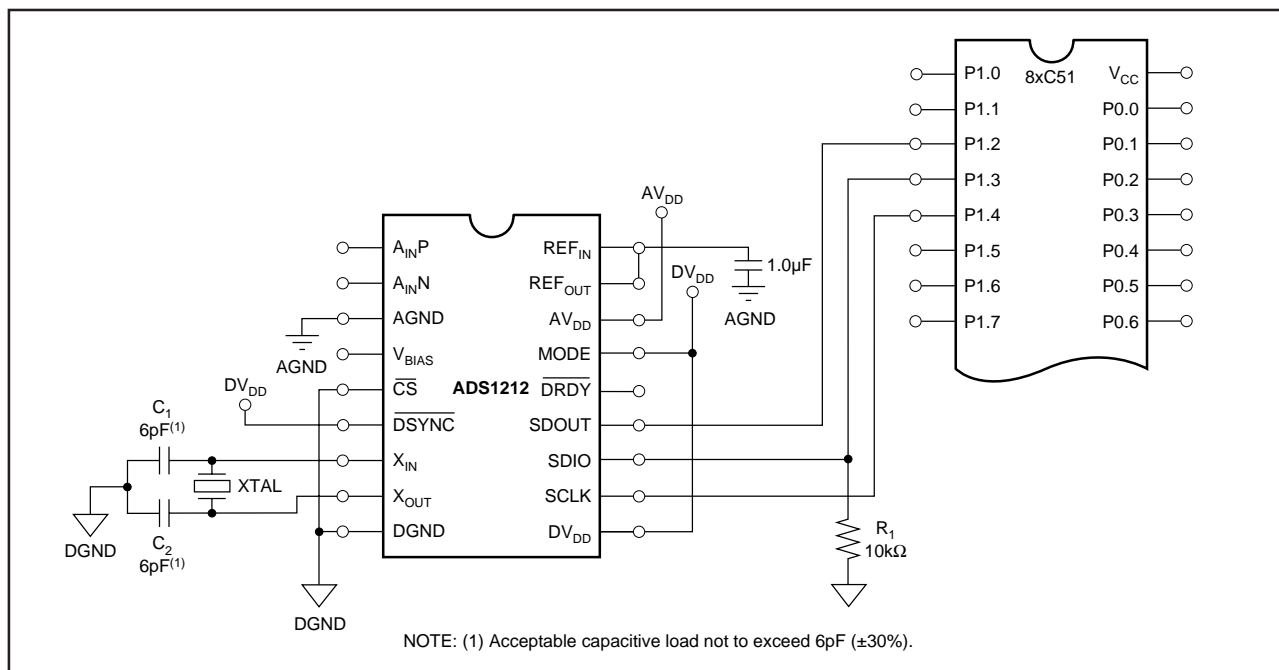 8xC51
P1.0
P1.1
P1.2
P1.3
P1.4
P1.5
P1.6
P1.7
VCC
P0.0
P0.1
P0.2
P0.3
P0.4
P0.5
P0.6
AVDD
DVDD
1.0µF
AGND
ADS1212
AINP
AINN
AGND
VBIAS
CS
DSYNC
XIN
XOUT
DGND
REFIN
REFOUT
AVDD
MODE
DRDY
SDOUT
SDIO
SCLK
DVDD
AGND
DVDD
C1
6pF(1)
XTAL
C2
6pF(1)
DGND
DGND
R1
10kΩ
NOTE: (1) Acceptable capacitive load not to exceed 6pF (±30%).